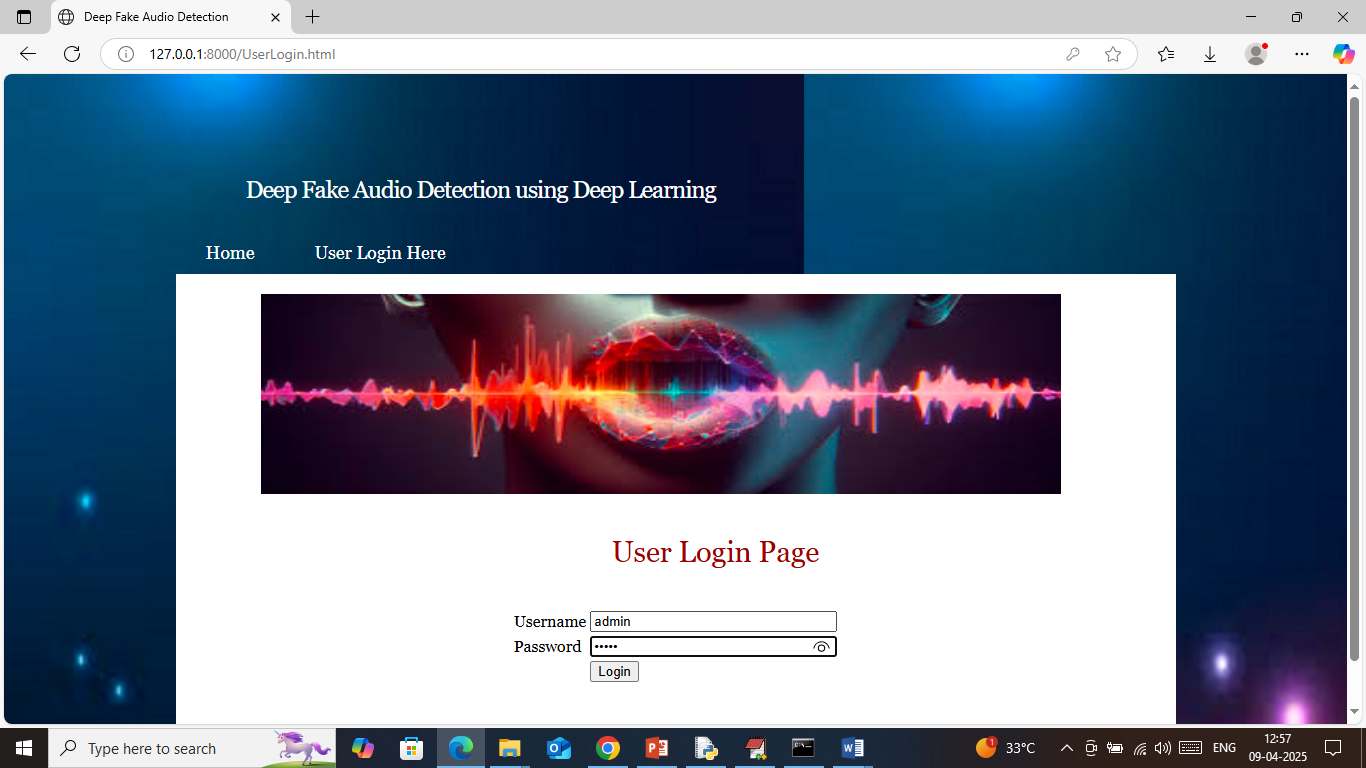 Deep Fake Audio Detection
127.0.0.1:8000/UserLogin.html
Deep Fake Audio Detection using Deep Learning
Home User Login Here
User Login Page
Username admin
Password •••••
Login
Type here to search
1 33°C ENG 12:57
09-04-2025